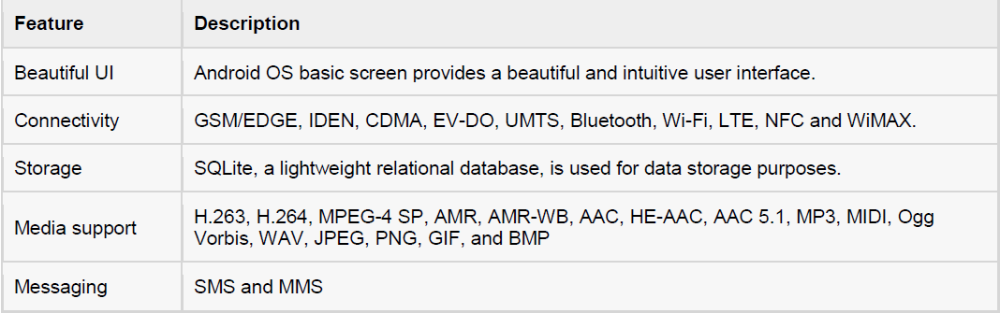 Feature Description
Beautiful UI Android OS basic screen provides a beautiful and intuitive user interface.
Connectivity GSM/EDGE, IDEN, CDMA, EV-DO, UMTS, Bluetooth, Wi-Fi, LTE, NFC and WiMAX.
Storage SQLite, a lightweight relational database, is used for data storage purposes.
Media support H.263, H.264, MPEG-4 SP, AMR, AMR-WB, AAC, HE-AAC, AAC 5.1, MP3, MIDI, Ogg
Vorbis, WAV, JPEG, PNG, GIF, and BMP
Messaging SMS and MMS